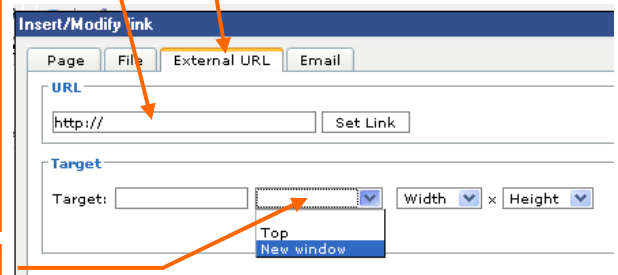 Insert/Modify link
Page File External URL Email
URL
http:// Set Link
Target
Target: Width x Height
Top
New window